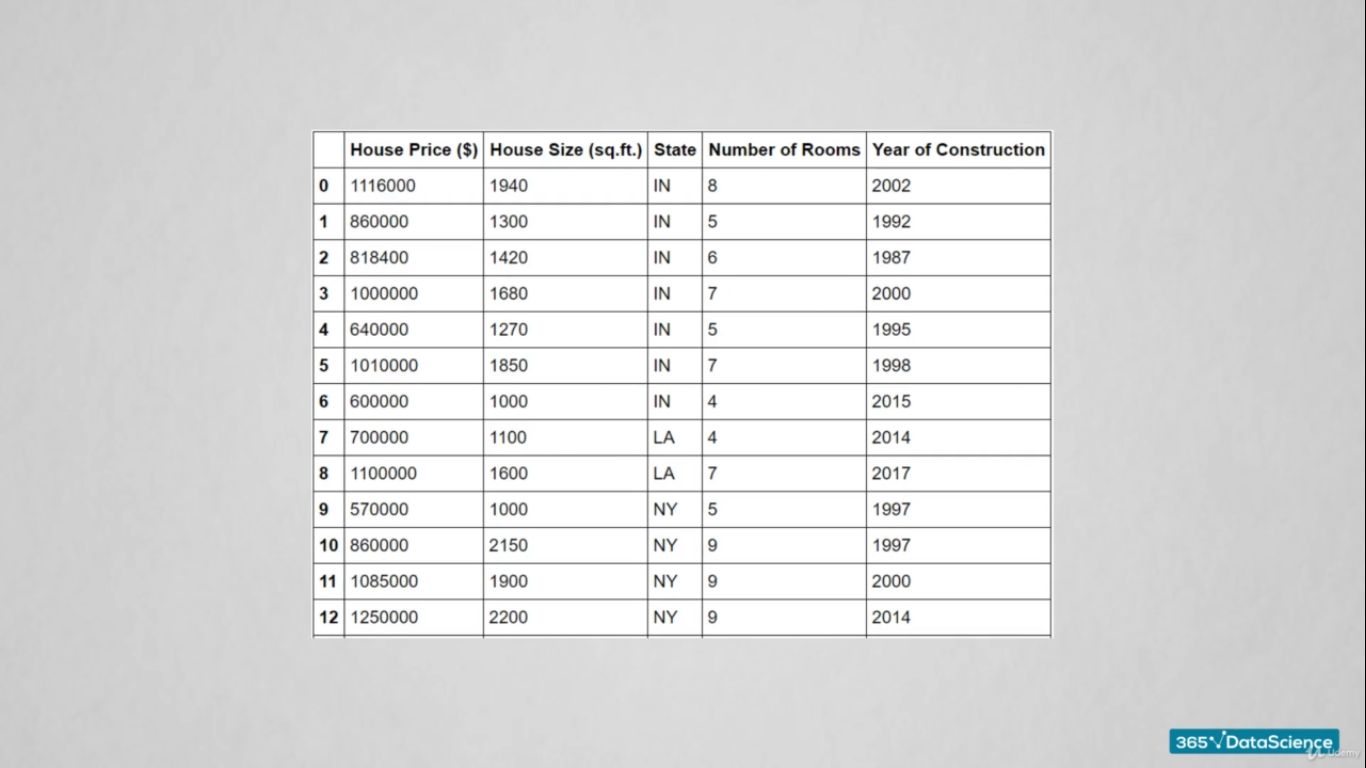 House Price ($) House Size (sq.ft.) State Number of Rooms Year of Construction
0 1116000 1940 IN 8 2002
1 860000 1300 IN 5 1992
2 818400 1420 IN 6 1987
3 1000000 1680 IN 7 2000
4 640000 1270 IN 5 1995
5 1010000 1850 IN 7 1998
6 600000 1000 IN 4 2015
7 700000 1100 LA 4 2014
8 1100000 1600 LA 7 2017
9 570000 1000 NY 5 1997
10 860000 2150 NY 9 1997
11 1085000 1900 NY 9 2000
12 1250000 2200 NY 9 2014
365 DataScience
Udemy